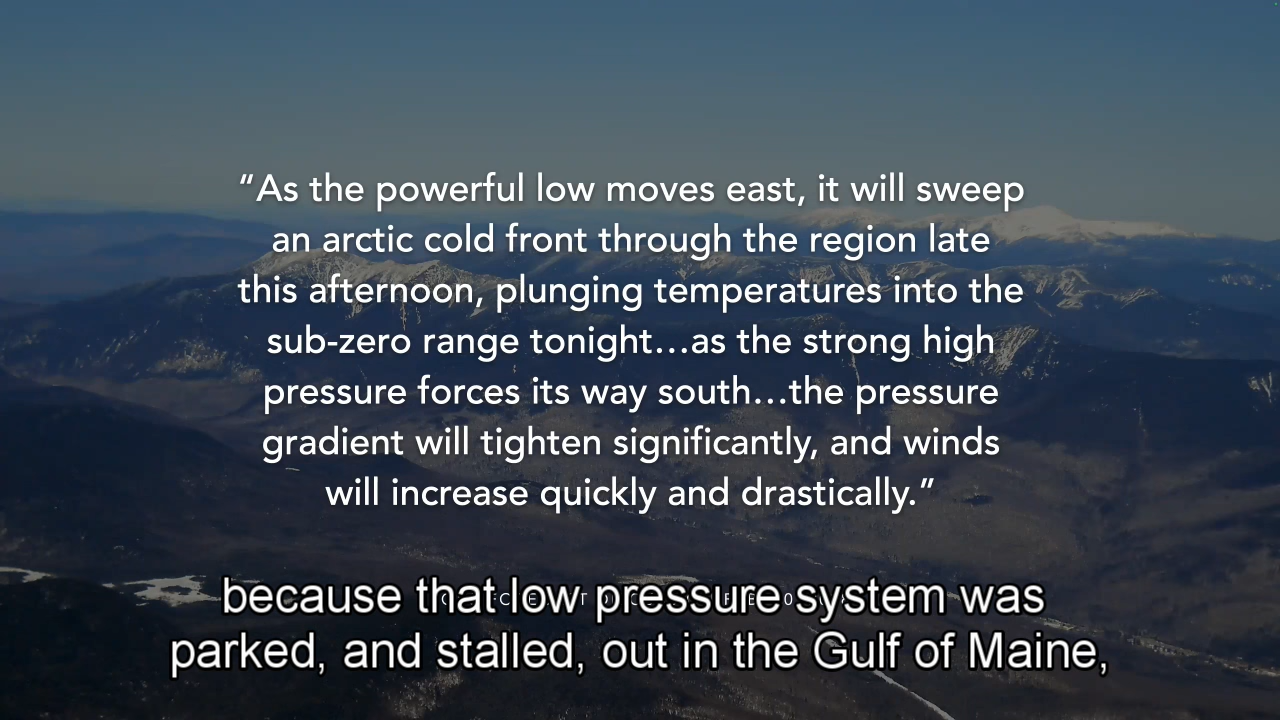 “As the powerful low moves east, it will sweep
an arctic cold front through the region late
this afternoon, plunging temperatures into the
sub-zero range tonight…as the strong high
pressure forces its way south…the pressure
gradient will tighten significantly, and winds
will increase quickly and drastically.”
because that low pressure system was
parked, and stalled, out in the Gulf of Maine,